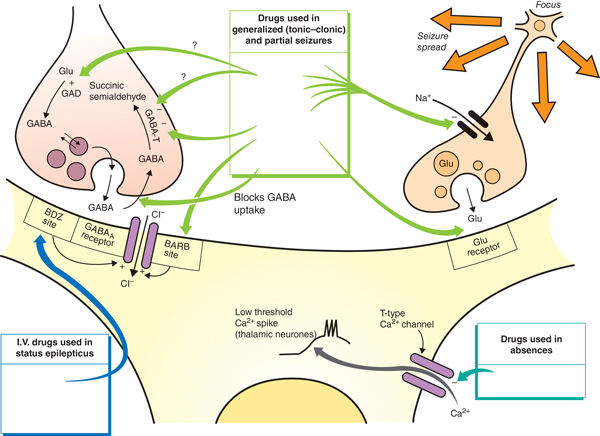 Drugs used in
generalized (tonic–clonic)
and partial seizures
Focus
Seizure
spread
?
?
Glu
+
GAD
Succinic
semialdehyde
GABA
GABA-T
–
–
GABA
GABA
Na⁺
–
Glu
Glu
Blocks GABA
uptake
BDZ
site
GABAA
receptor
Cl⁻
BARB
site
+
+
Cl⁻
Glu
receptor
Low threshold
Ca²⁺ spike
(thalamic neurones)
T-type
Ca²⁺ channel
–
Ca²⁺
I.V. drugs used in
status epilepticus
Drugs used in
absences